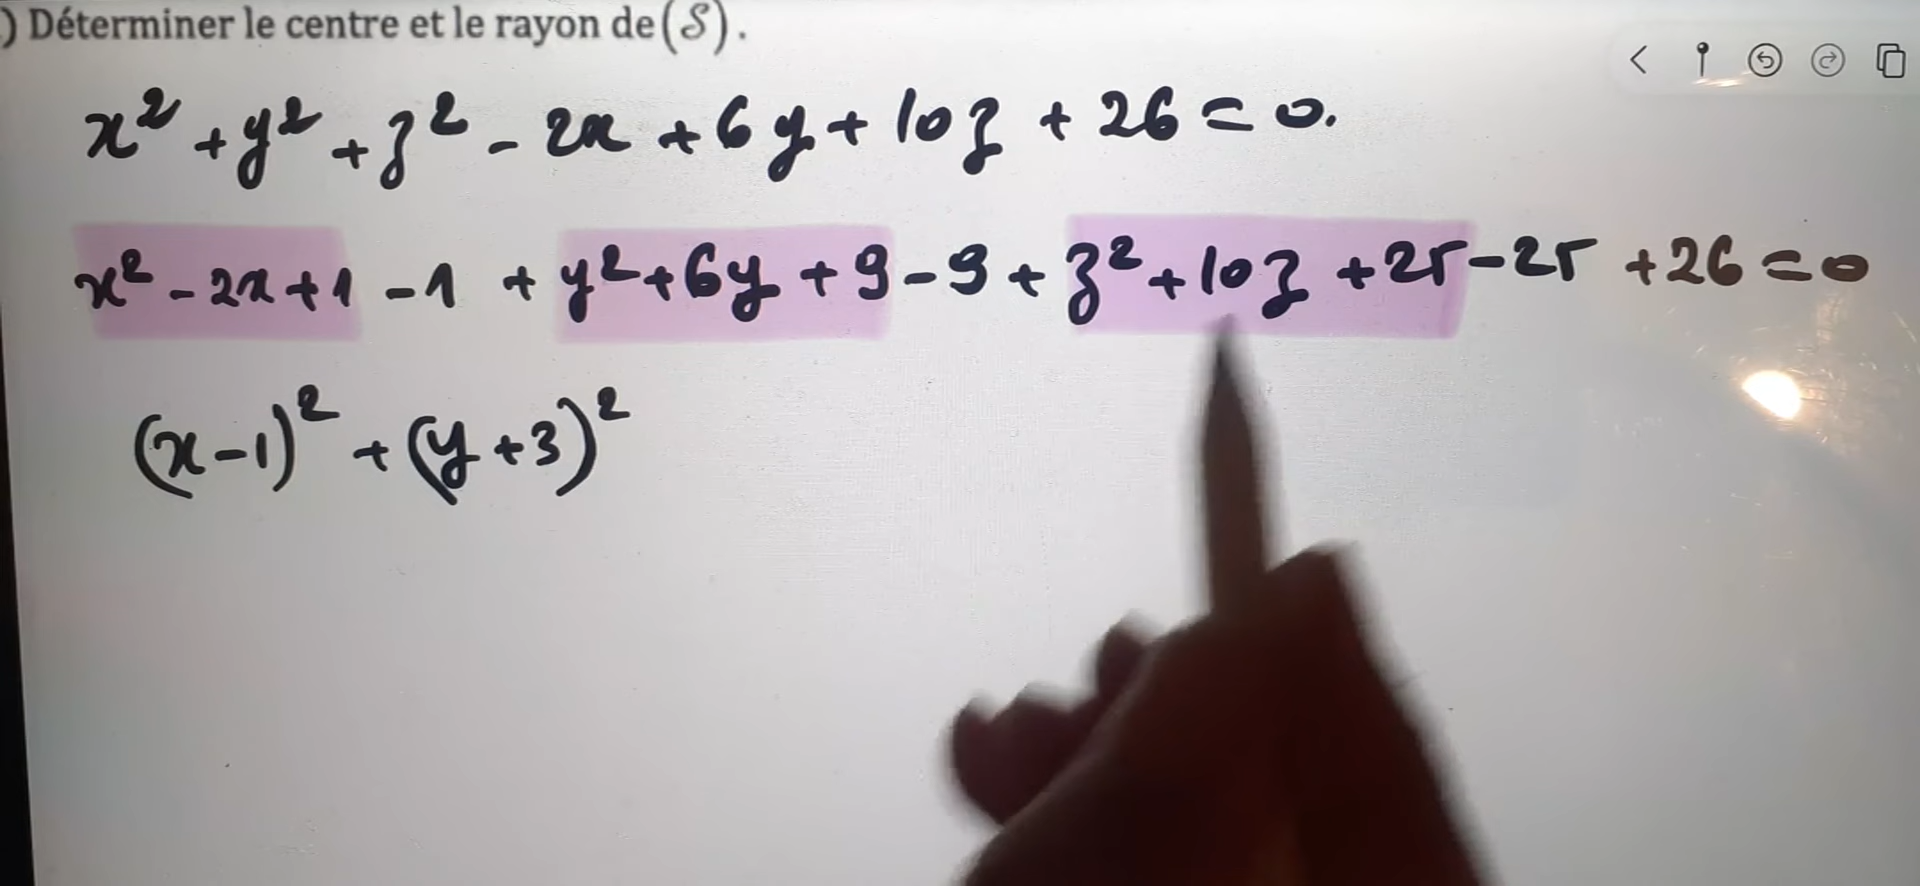 ) Déterminer le centre et le rayon de (S).
x² + y² + z² - 2x + 6y + 10z + 26 = 0.
x² - 2x + 1 - 1 + y² + 6y + 9 - 9 + z² + 10z + 25 - 25 + 26 = 0
(x - 1)² + (y + 3)²